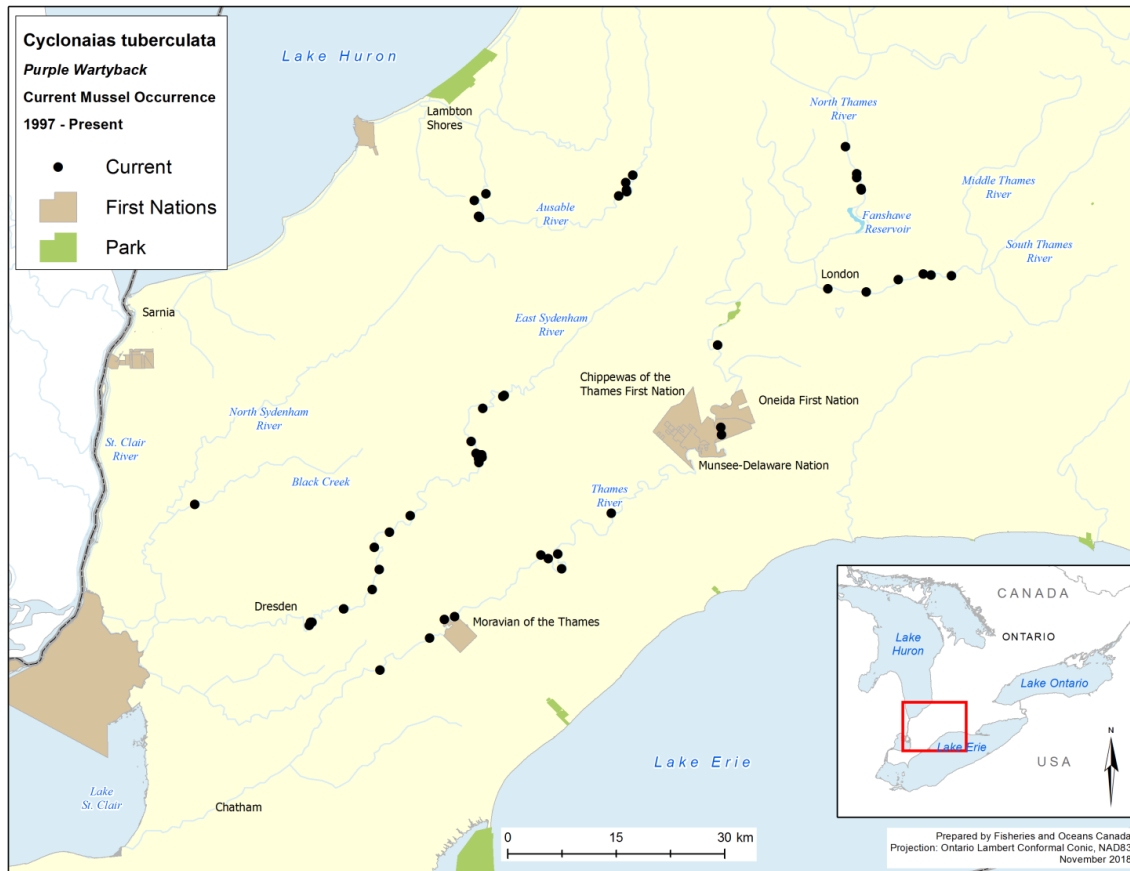 Cyclonaias tuberculata
Purple Wartyback
Current Mussel Occurrence
1997 - Present
Current
First Nations
Park
Lake Huron
Lambton
Shores
North Thames
River
Middle Thames
River
Ausable
River
Fanshawe
Reservoir
South Thames
River
London
Sarnia
East Sydenham
River
Chippewas of the
Thames First Nation
Oneida First Nation
North Sydenham
River
St. Clair
River
Munsee-Delaware Nation
Black Creek
Thames
River
Dresden
Moravian of the Thames
Lake Erie
Lake
St. Clair
Chatham
0 15 30 km
CANADA
ONTARIO
Lake
Huron
Lake Ontario
Lake Erie
USA
N
Prepared by Fisheries and Oceans Canada
Projection: Ontario Lambert Conformal Conic, NAD83
November 2018